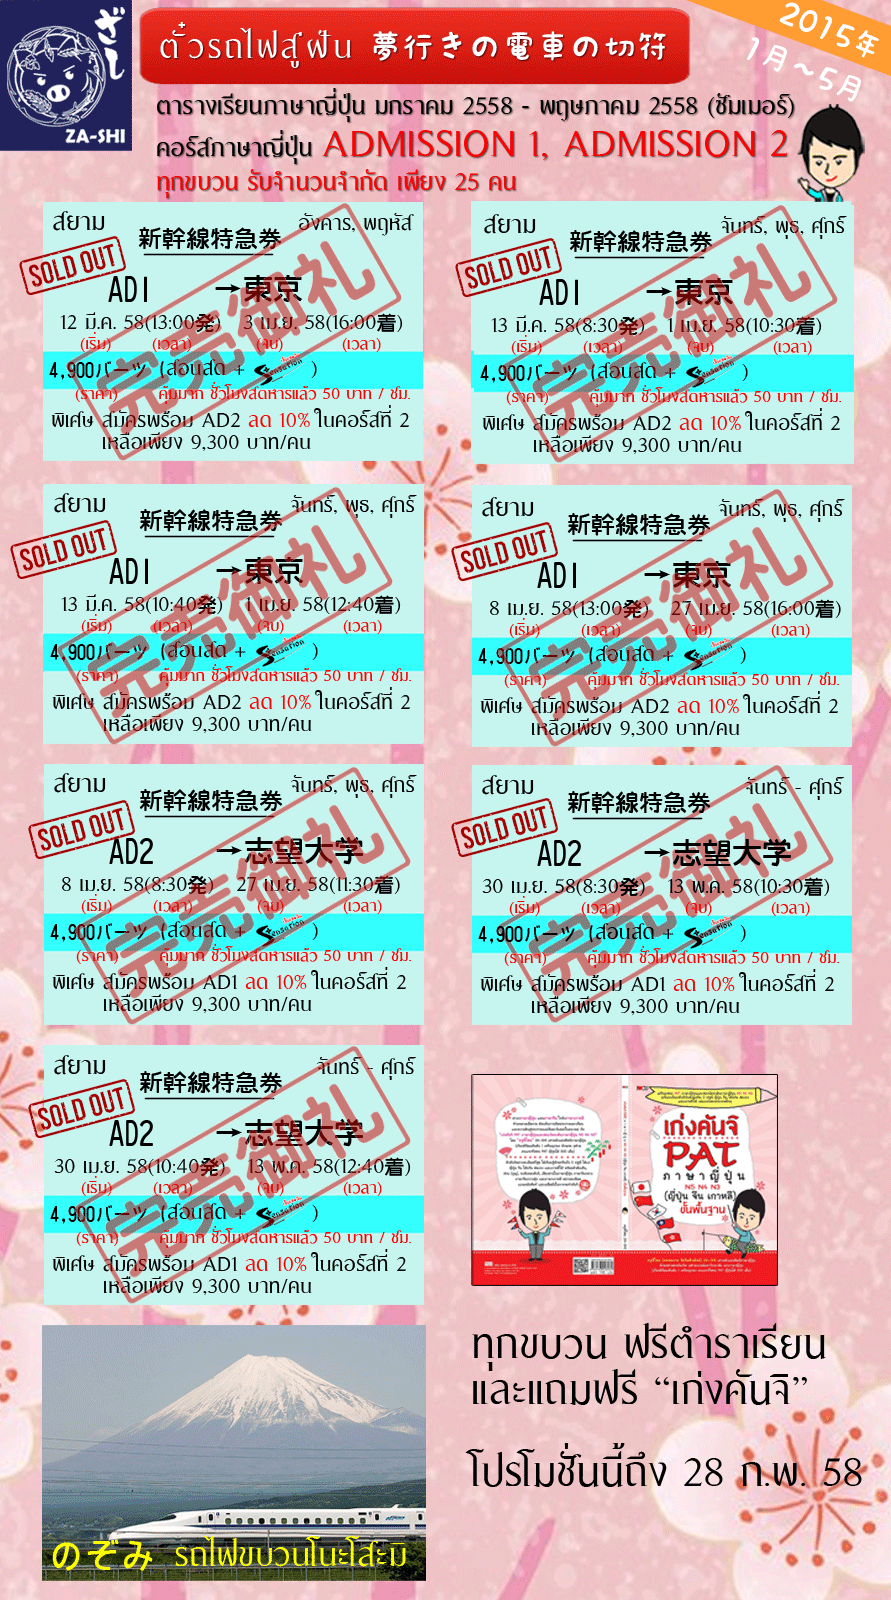 ざし
ZA-SHI
ตั๋วรถไฟสู่ฝัน 夢行きの電車の切符
2015年
1月～5月
ตารางเรียนภาษาญี่ปุ่น มกราคม 2558 - พฤษภาคม 2558 (ซัมเมอร์)
คอร์สภาษาญี่ปุ่น ADMISSION 1, ADMISSION 2
ทุกขบวน รับจำนวนจำกัด เพียง 25 คน
สยาม
อังคาร, พฤหัส
新幹線特急券
SOLD OUT
AD1 →東京
完売御礼
12 มี.ค. 58(13:00発) 3 เม.ย. 58(16:00着)
(เริ่ม) (เวลา) (จบ) (เวลา)
4,900バーツ (สอนสด + Sensation )
(ราคา) คุ้มมาก ชั่วโมงสดหารแล้ว 50 บาท / ชม.
พิเศษ สมัครพร้อม AD2 ลด 10% ในคอร์สที่ 2
เหลือเพียง 9,300 บาท/คน
สยาม
จันทร์, พุธ, ศุกร์
新幹線特急券
SOLD OUT
AD1 →東京
完売御礼
13 มี.ค. 58(8:30発) 1 เม.ย. 58(10:30着)
(เริ่ม) (เวลา) (จบ) (เวลา)
4,900バーツ (สอนสด + Sensation )
(ราคา) คุ้มมาก ชั่วโมงสดหารแล้ว 50 บาท / ชม.
พิเศษ สมัครพร้อม AD2 ลด 10% ในคอร์สที่ 2
เหลือเพียง 9,300 บาท/คน
สยาม
จันทร์, พุธ, ศุกร์
新幹線特急券
SOLD OUT
AD1 →東京
完売御礼
13 มี.ค. 58(10:40発) 1 เม.ย. 58(12:40着)
(เริ่ม) (เวลา) (จบ) (เวลา)
4,900バーツ (สอนสด + Sensation )
(ราคา) คุ้มมาก ชั่วโมงสดหารแล้ว 50 บาท / ชม.
พิเศษ สมัครพร้อม AD2 ลด 10% ในคอร์สที่ 2
เหลือเพียง 9,300 บาท/คน
สยาม
จันทร์, พุธ, ศุกร์
新幹線特急券
SOLD OUT
AD1 →東京
完売御礼
8 เม.ย. 58(13:00発) 27 เม.ย. 58(16:00着)
(เริ่ม) (เวลา) (จบ) (เวลา)
4,900バーツ (สอนสด + Sensation )
(ราคา) คุ้มมาก ชั่วโมงสดหารแล้ว 50 บาท / ชม.
พิเศษ สมัครพร้อม AD2 ลด 10% ในคอร์สที่ 2
เหลือเพียง 9,300 บาท/คน
สยาม
จันทร์, พุธ, ศุกร์
新幹線特急券
SOLD OUT
AD2 →志望大学
完売御礼
8 เม.ย. 58(8:30発) 27 เม.ย. 58(11:30着)
(เริ่ม) (เวลา) (จบ) (เวลา)
4,900バーツ (สอนสด + Sensation )
(ราคา) คุ้มมาก ชั่วโมงสดหารแล้ว 50 บาท / ชม.
พิเศษ สมัครพร้อม AD1 ลด 10% ในคอร์สที่ 2
เหลือเพียง 9,300 บาท/คน
สยาม
จันทร์ - ศุกร์
新幹線特急券
SOLD OUT
AD2 →志望大学
完売御礼
30 เม.ย. 58(8:30発) 13 พ.ค. 58(10:30着)
(เริ่ม) (เวลา) (จบ) (เวลา)
4,900バーツ (สอนสด + Sensation )
(ราคา) คุ้มมาก ชั่วโมงสดหารแล้ว 50 บาท / ชม.
พิเศษ สมัครพร้อม AD1 ลด 10% ในคอร์สที่ 2
เหลือเพียง 9,300 บาท/คน
สยาม
จันทร์ - ศุกร์
新幹線特急券
SOLD OUT
AD2 →志望大学
完売御礼
30 เม.ย. 58(10:40発) 13 พ.ค. 58(12:40着)
(เริ่ม) (เวลา) (จบ) (เวลา)
4,900バーツ (สอนสด + Sensation )
(ราคา) คุ้มมาก ชั่วโมงสดหารแล้ว 50 บาท / ชม.
พิเศษ สมัครพร้อม AD1 ลด 10% ในคอร์สที่ 2
เหลือเพียง 9,300 บาท/คน
เก่งคันจิ
PAT
ภาษาญี่ปุ่น
N5 N4 N3
(ญี่ปุ่น จีน เกาหลี)
ขั้นพื้นฐาน
ทุกขบวน ฟรีตำราเรียน
และแถมฟรี “เก่งคันจิ”
โปรโมชั่นนี้ถึง 28 ก.พ. 58
のぞみ รถไฟขบวนโนะโสะมิ